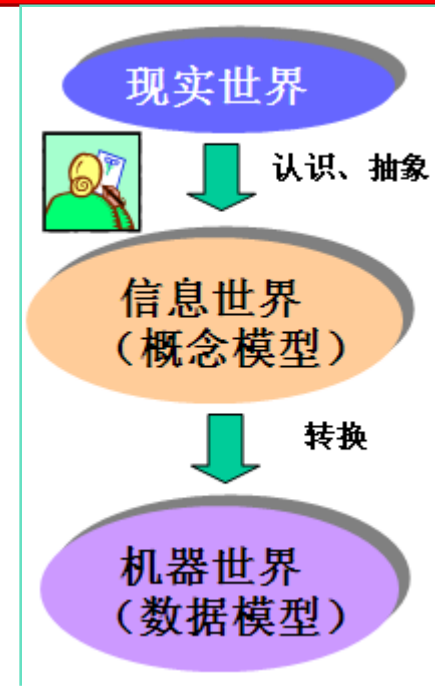 现实世界
认识、抽象
信息世界
（概念模型）
转换
机器世界
（数据模型）